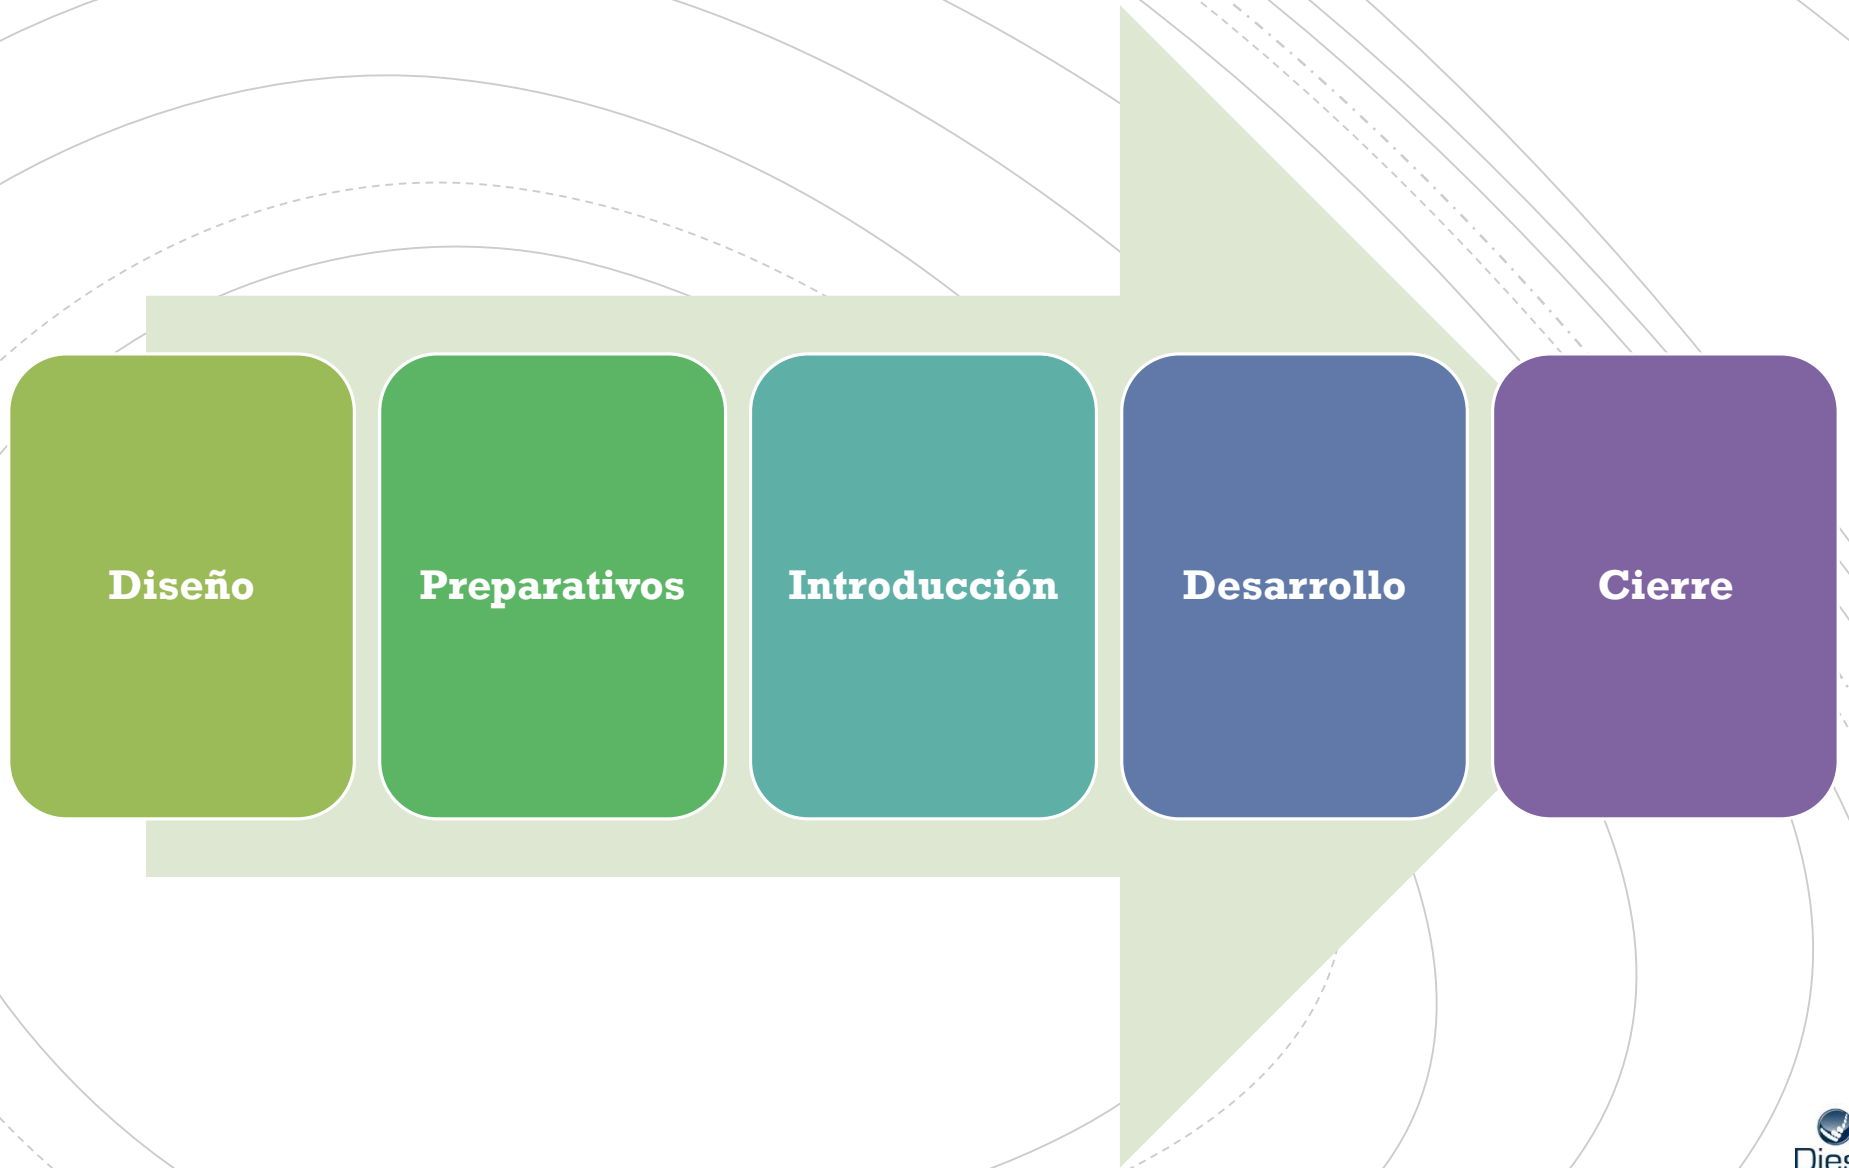 Diseño
Preparativos
Introducción
Desarrollo
Cierre